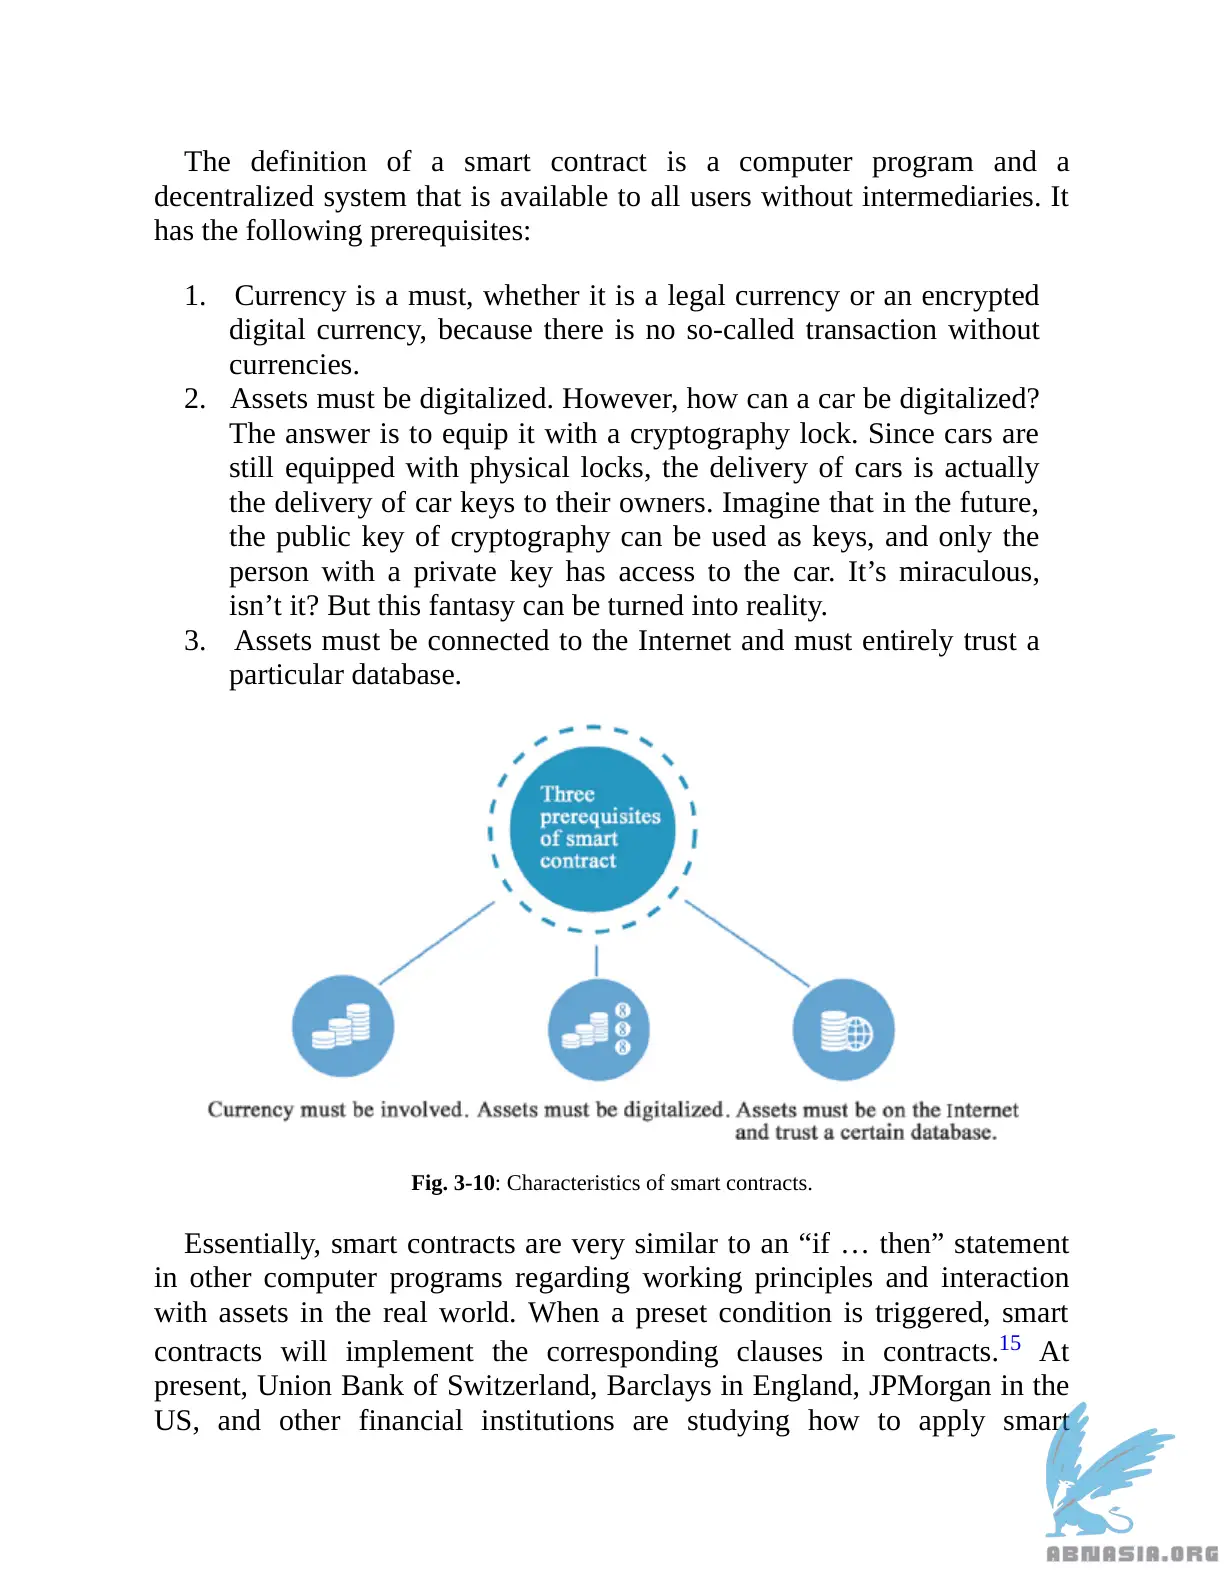 The definition of a smart contract is a computer program and a
decentralized system that is available to all users without intermediaries. It
has the following prerequisites:
1. Currency is a must, whether it is a legal currency or an encrypted
digital currency, because there is no so-called transaction without
currencies.
2. Assets must be digitalized. However, how can a car be digitalized?
The answer is to equip it with a cryptography lock. Since cars are
still equipped with physical locks, the delivery of cars is actually
the delivery of car keys to their owners. Imagine that in the future,
the public key of cryptography can be used as keys, and only the
person with a private key has access to the car. It’s miraculous,
isn’t it? But this fantasy can be turned into reality.
3. Assets must be connected to the Internet and must entirely trust a
particular database.
Three
prerequisites
of smart
contract
8
8
8
Currency must be involved.
Assets must be digitalized.
Assets must be on the Internet
and trust a certain database.
Fig. 3-10: Characteristics of smart contracts.
Essentially, smart contracts are very similar to an “if … then” statement
in other computer programs regarding working principles and interaction
with assets in the real world. When a preset condition is triggered, smart
contracts will implement the corresponding clauses in contracts.15 At
present, Union Bank of Switzerland, Barclays in England, JPMorgan in the
US, and other financial institutions are studying how to apply smart
ABNASIA.ORG